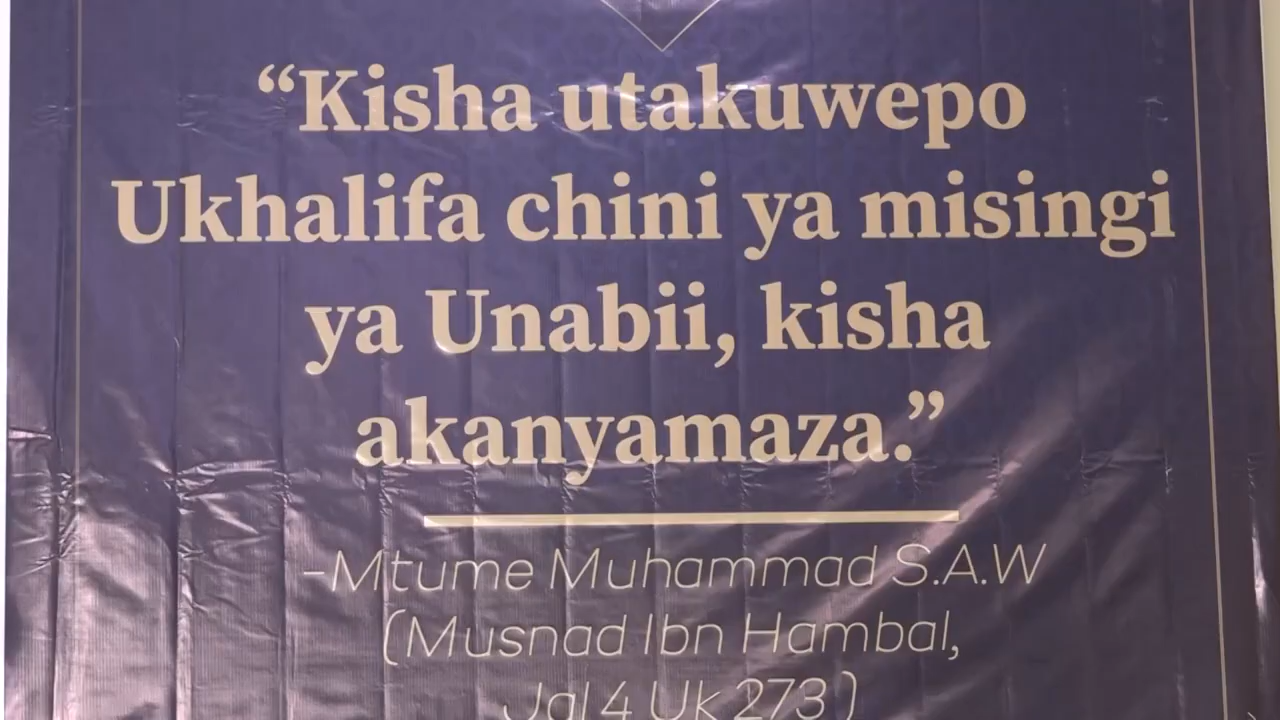 “Kisha utakuwepo
Ukhalifa chini ya misingi
ya Unabii, kisha
akanyamaza.”
-Mtume Muhammad S.A.W
(Musnad Ibn Hambal,
Jal 4 Uk 273)